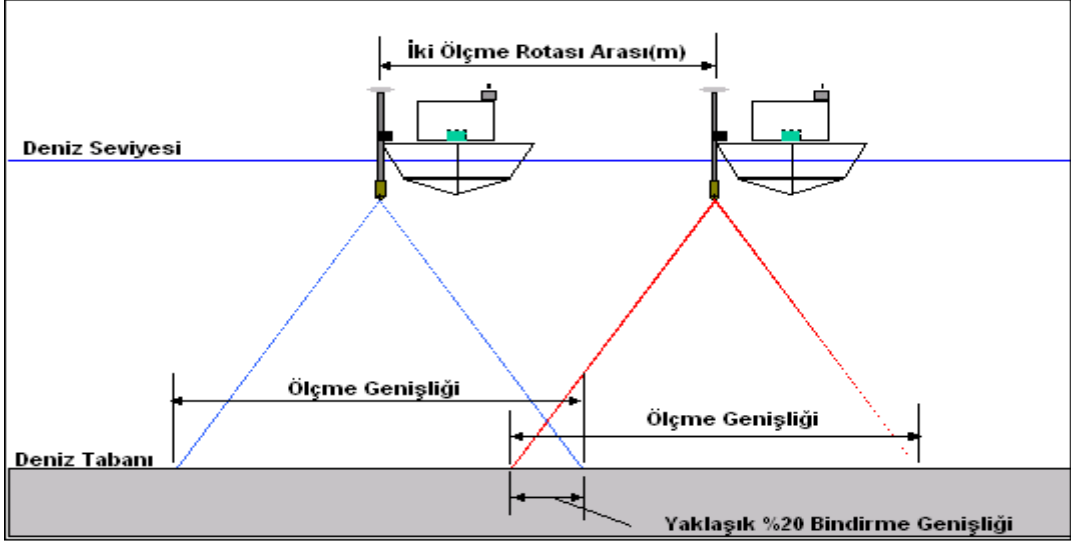 İki Ölçme Rotası Arası(m)
Deniz Seviyesi
Ölçme Genişliği
Ölçme Genişliği
Deniz Tabanı
Yaklaşık %20 Bindirme Genişliği